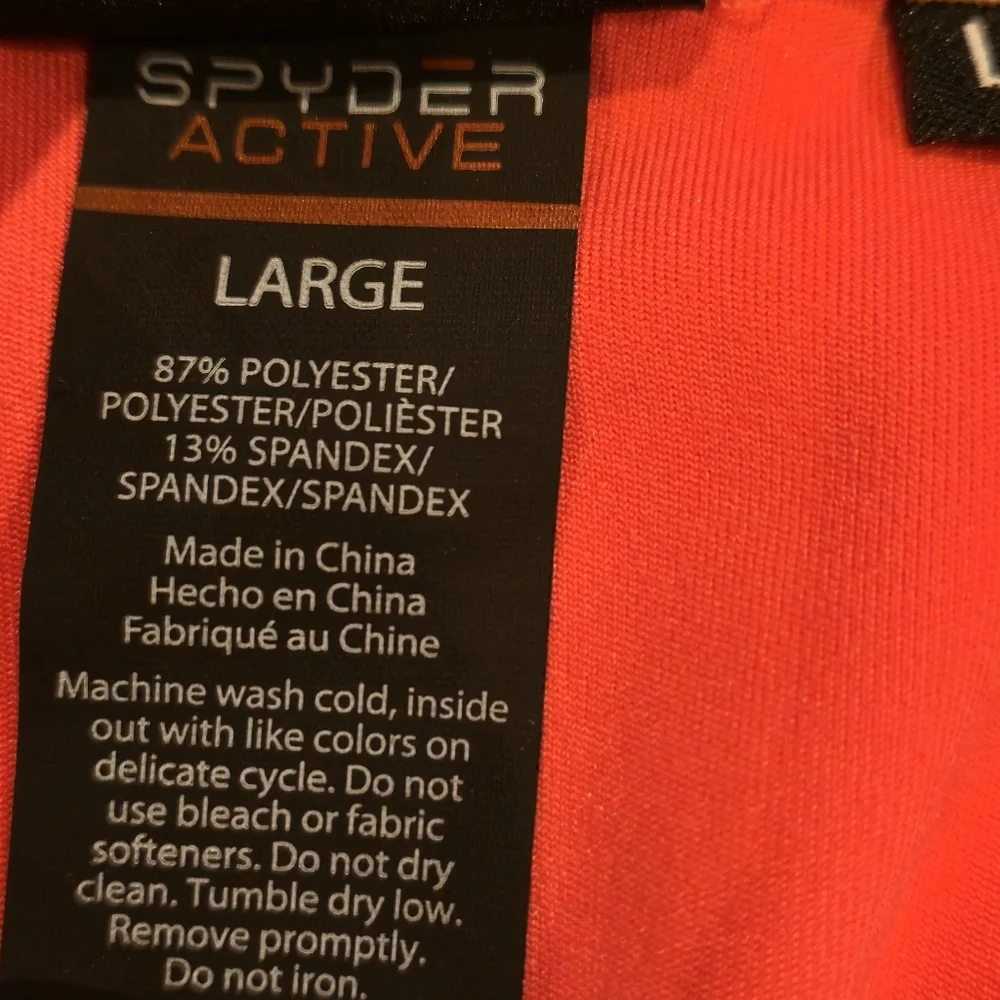 SPYDER
ACTIVE
LARGE
87% POLYESTER/
POLYESTER/POLIÈSTER
13% SPANDEX/
SPANDEX/SPANDEX
Made in China
Hecho en China
Fabriqué au Chine
Machine wash cold, inside
out with like colors on
delicate cycle. Do not
use bleach or fabric
softeners. Do not dry
clean. Tumble dry low.
Remove promptly.
Do not iron.
L